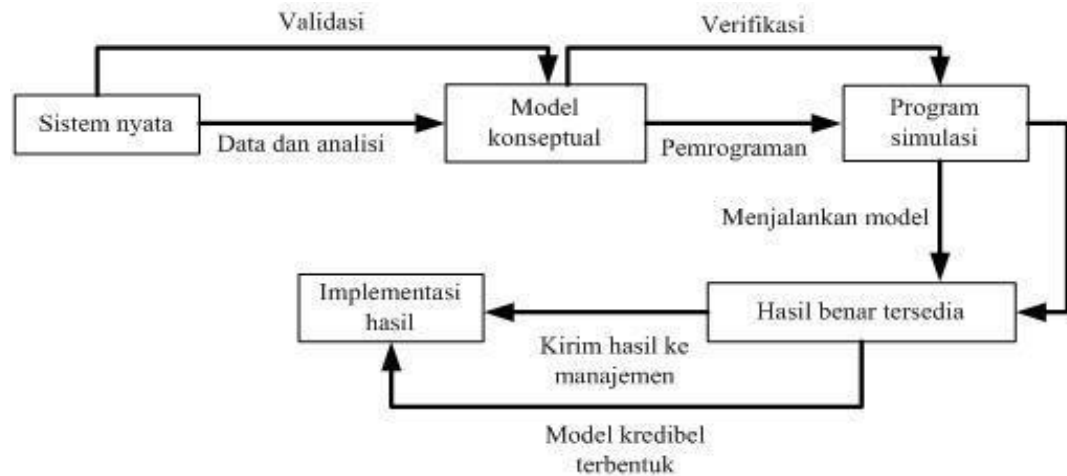 Validasi
Verifikasi
Sistem nyata
Data dan analisi
Model
konseptual
Pemrograman
Program
simulasi
Menjalankan model
Implementasi
hasil
Hasil benar tersedia
Kirim hasil ke
manajemen
Model kredibel
terbentuk